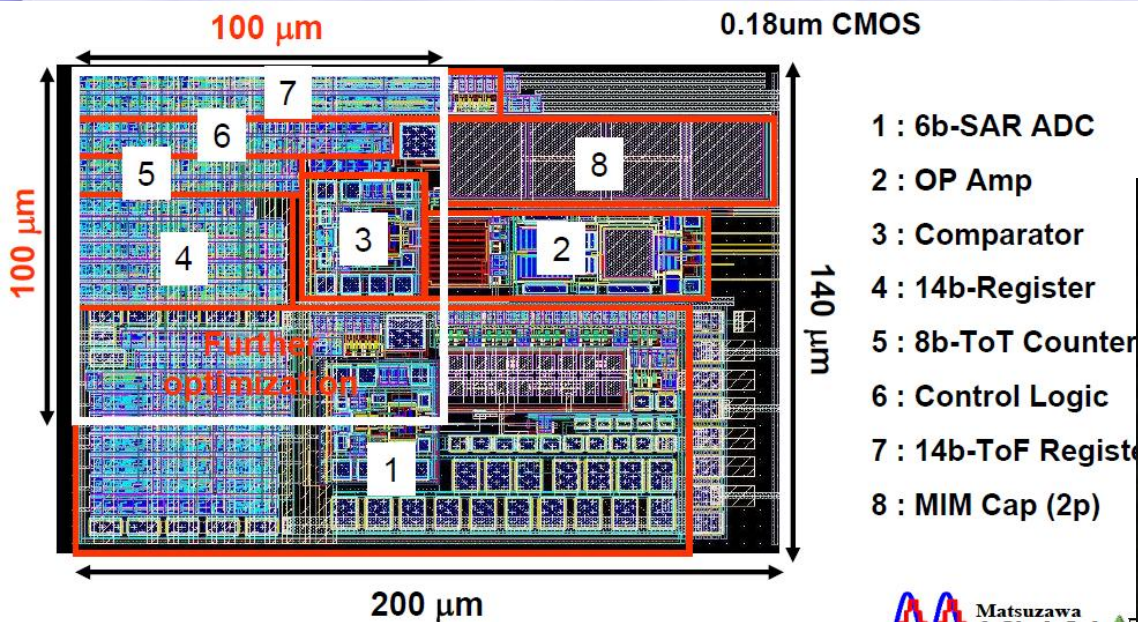 100 μm
0.18um CMOS
7
6
5
8
4
3
2
100 μm
140 μm
Further
optimization
1
200 μm
1 : 6b-SAR ADC
2 : OP Amp
3 : Comparator
4 : 14b-Register
5 : 8b-ToT Counter
6 : Control Logic
7 : 14b-ToF Registe
8 : MIM Cap (2p)
Matsuzawa